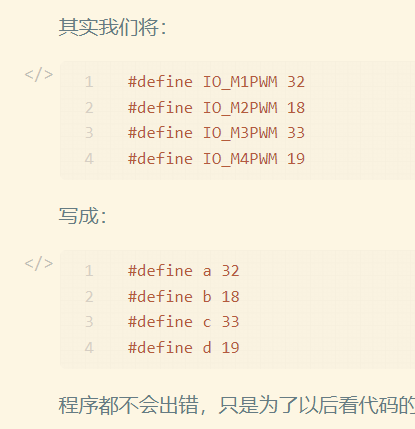 其实我们将：
</>
1 #define IO_M1PWM 32
2 #define IO_M2PWM 18
3 #define IO_M3PWM 33
4 #define IO_M4PWM 19
写成：
</>
1 #define a 32
2 #define b 18
3 #define c 33
4 #define d 19
程序都不会出错，只是为了以后看代码的